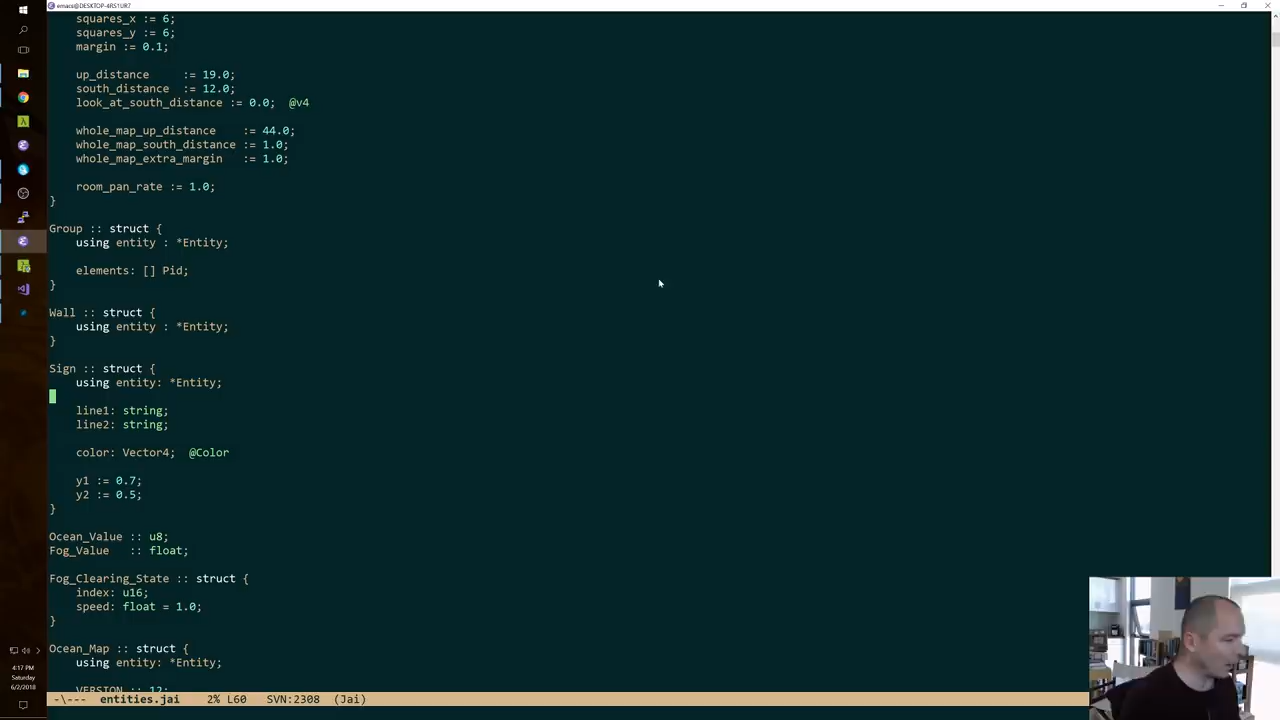 emacs@DESKTOP-4RS1UR7
squares_x := 6;
squares_y := 6;
margin := 0.1;
up_distance     := 19.0;
south_distance  := 12.0;
look_at_south_distance := 0.0;  @v4
whole_map_up_distance    := 44.0;
whole_map_south_distance := 1.0;
whole_map_extra_margin   := 1.0;
room_pan_rate := 1.0;
}
Group :: struct {
using entity : *Entity;
elements: [] Pid;
}
Wall :: struct {
using entity : *Entity;
}
Sign :: struct {
using entity: *Entity;
line1: string;
line2: string;
color: Vector4;  @Color
y1 := 0.7;
y2 := 0.5;
}
Ocean_Value :: u8;
Fog_Value   :: float;
Fog_Clearing_State :: struct {
index: u16;
speed: float = 1.0;
}
Ocean_Map :: struct {
using entity: *Entity;
VERSION :: 12;
-\---  entities.jai    2% L60   SVN:2308  (Jai)
4:17 PM
Saturday
6/2/2018